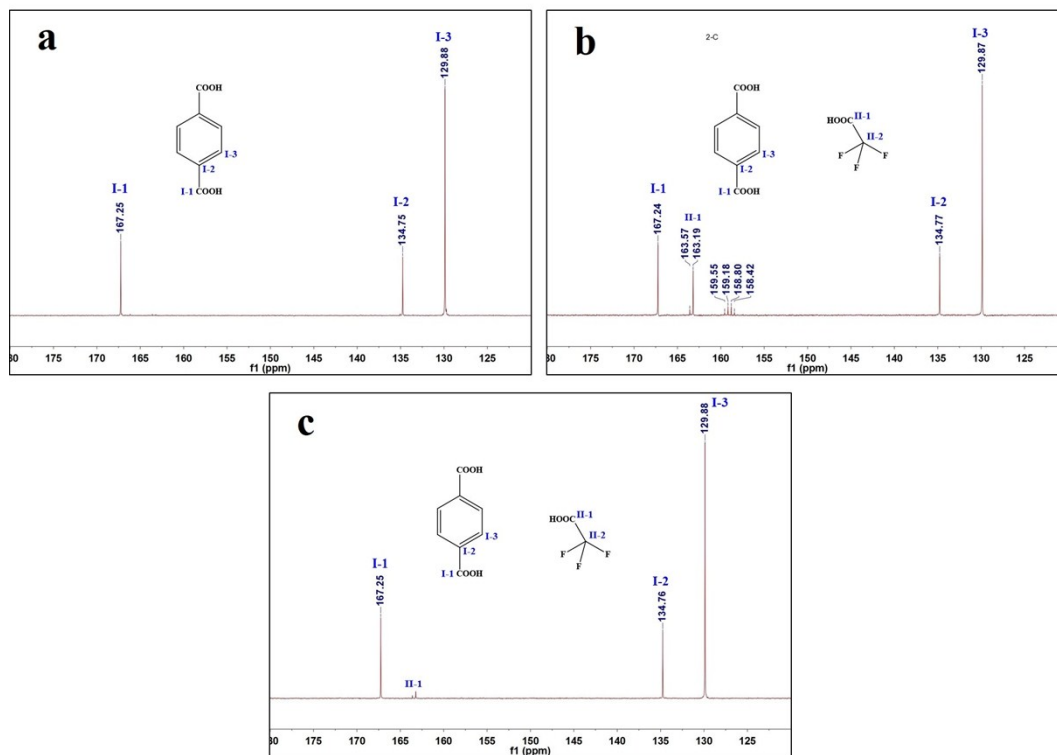 a
I-3
129.88
COOH
I-3
I-2
I-1 COOH
I-1
167.25
I-2
134.75
80 175 170 165 160 155 150 145 140 135 130 125
f1 (ppm)
b
2-C
I-3
129.87
COOH
I-3
I-2
I-1 COOH
HOOC II-1
II-2
F F
F
I-1
167.24
II-1
163.57
163.19
159.55
159.18
158.80
158.42
I-2
134.77
80 175 170 165 160 155 150 145 140 135 130 125
f1 (ppm)
c
I-3
129.88
COOH
I-3
I-2
I-1 COOH
HOOC II-1
II-2
F F
F
I-1
167.25
II-1
I-2
134.76
80 175 170 165 160 155 150 145 140 135 130 125
f1 (ppm)